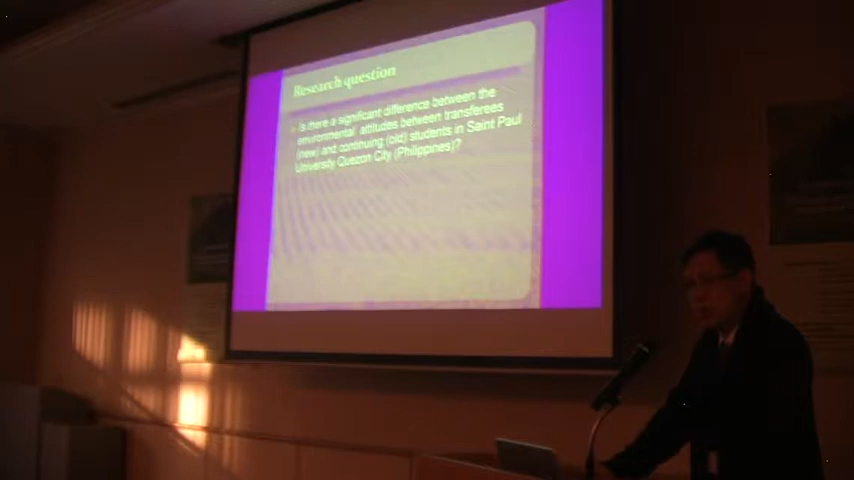 Research question
Is there a significant difference between the
environmental attitudes between transferees
(new) and continuing (old) students in Saint Paul
University Quezon City (Philippines)?